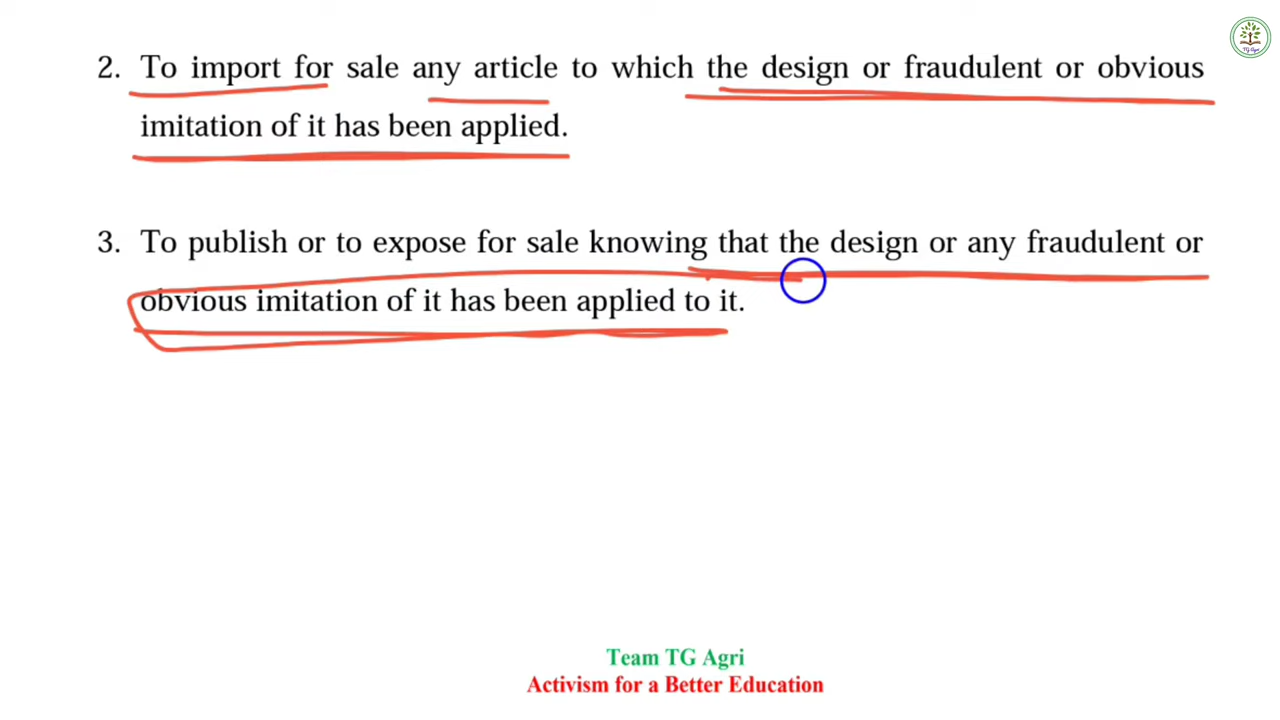 2. To import for sale any article to which the design or fraudulent or obvious
imitation of it has been applied.
3. To publish or to expose for sale knowing that the design or any fraudulent or
obvious imitation of it has been applied to it.
TG Agri
Team TG Agri
Activism for a Better Education